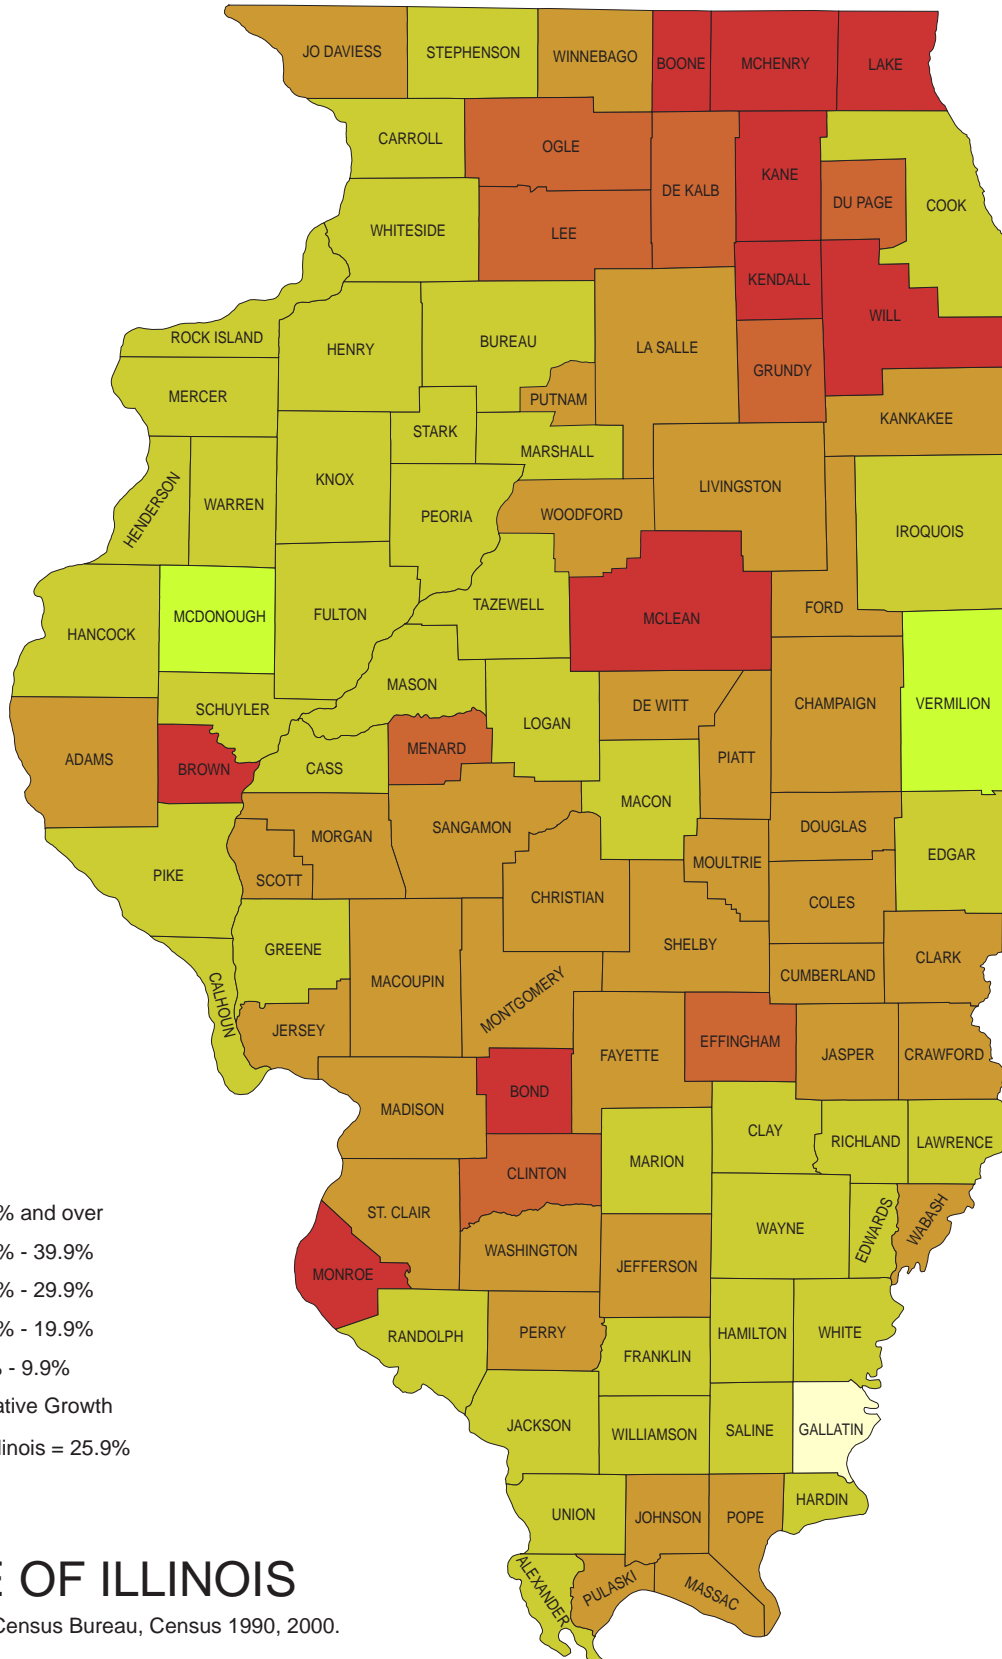 JO DAVIESS
STEPHENSON
WINNEBAGO
BOONE
MCHENRY
LAKE
CARROLL
OGLE
DE KALB
KANE
DU PAGE
COOK
WHITESIDE
LEE
KENDALL
WILL
ROCK ISLAND
HENRY
BUREAU
LA SALLE
GRUNDY
MERCER
PUTNAM
KANKAKEE
STARK
MARSHALL
HENDERSON
WARREN
KNOX
PEORIA
WOODFORD
LIVINGSTON
IROQUOIS
HANCOCK
MCDONOUGH
FULTON
TAZEWELL
MCLEAN
FORD
MASON
SCHUYLER
LOGAN
DE WITT
CHAMPAIGN
VERMILION
ADAMS
BROWN
CASS
MENARD
PIATT
MACON
MORGAN
SANGAMON
DOUGLAS
EDGAR
PIKE
SCOTT
CHRISTIAN
MOULTRIE
COLES
GREENE
SHELBY
CLARK
CALHOUN
MACOUPIN
MONTGOMERY
CUMBERLAND
JERSEY
FAYETTE
EFFINGHAM
JASPER
CRAWFORD
MADISON
BOND
CLAY
RICHLAND
LAWRENCE
CLINTON
MARION
ST. CLAIR
WAYNE
EDWARDS
WABASH
WASHINGTON
JEFFERSON
MONROE
RANDOLPH
PERRY
FRANKLIN
HAMILTON
WHITE
JACKSON
WILLIAMSON
SALINE
GALLATIN
UNION
JOHNSON
POPE
HARDIN
ALEXANDER
PULASKI
MASSAC
% and over
% - 39.9%
% - 29.9%
% - 19.9%
- 9.9%
ative Growth
linois = 25.9%
OF ILLINOIS
Census Bureau, Census 1990, 2000.